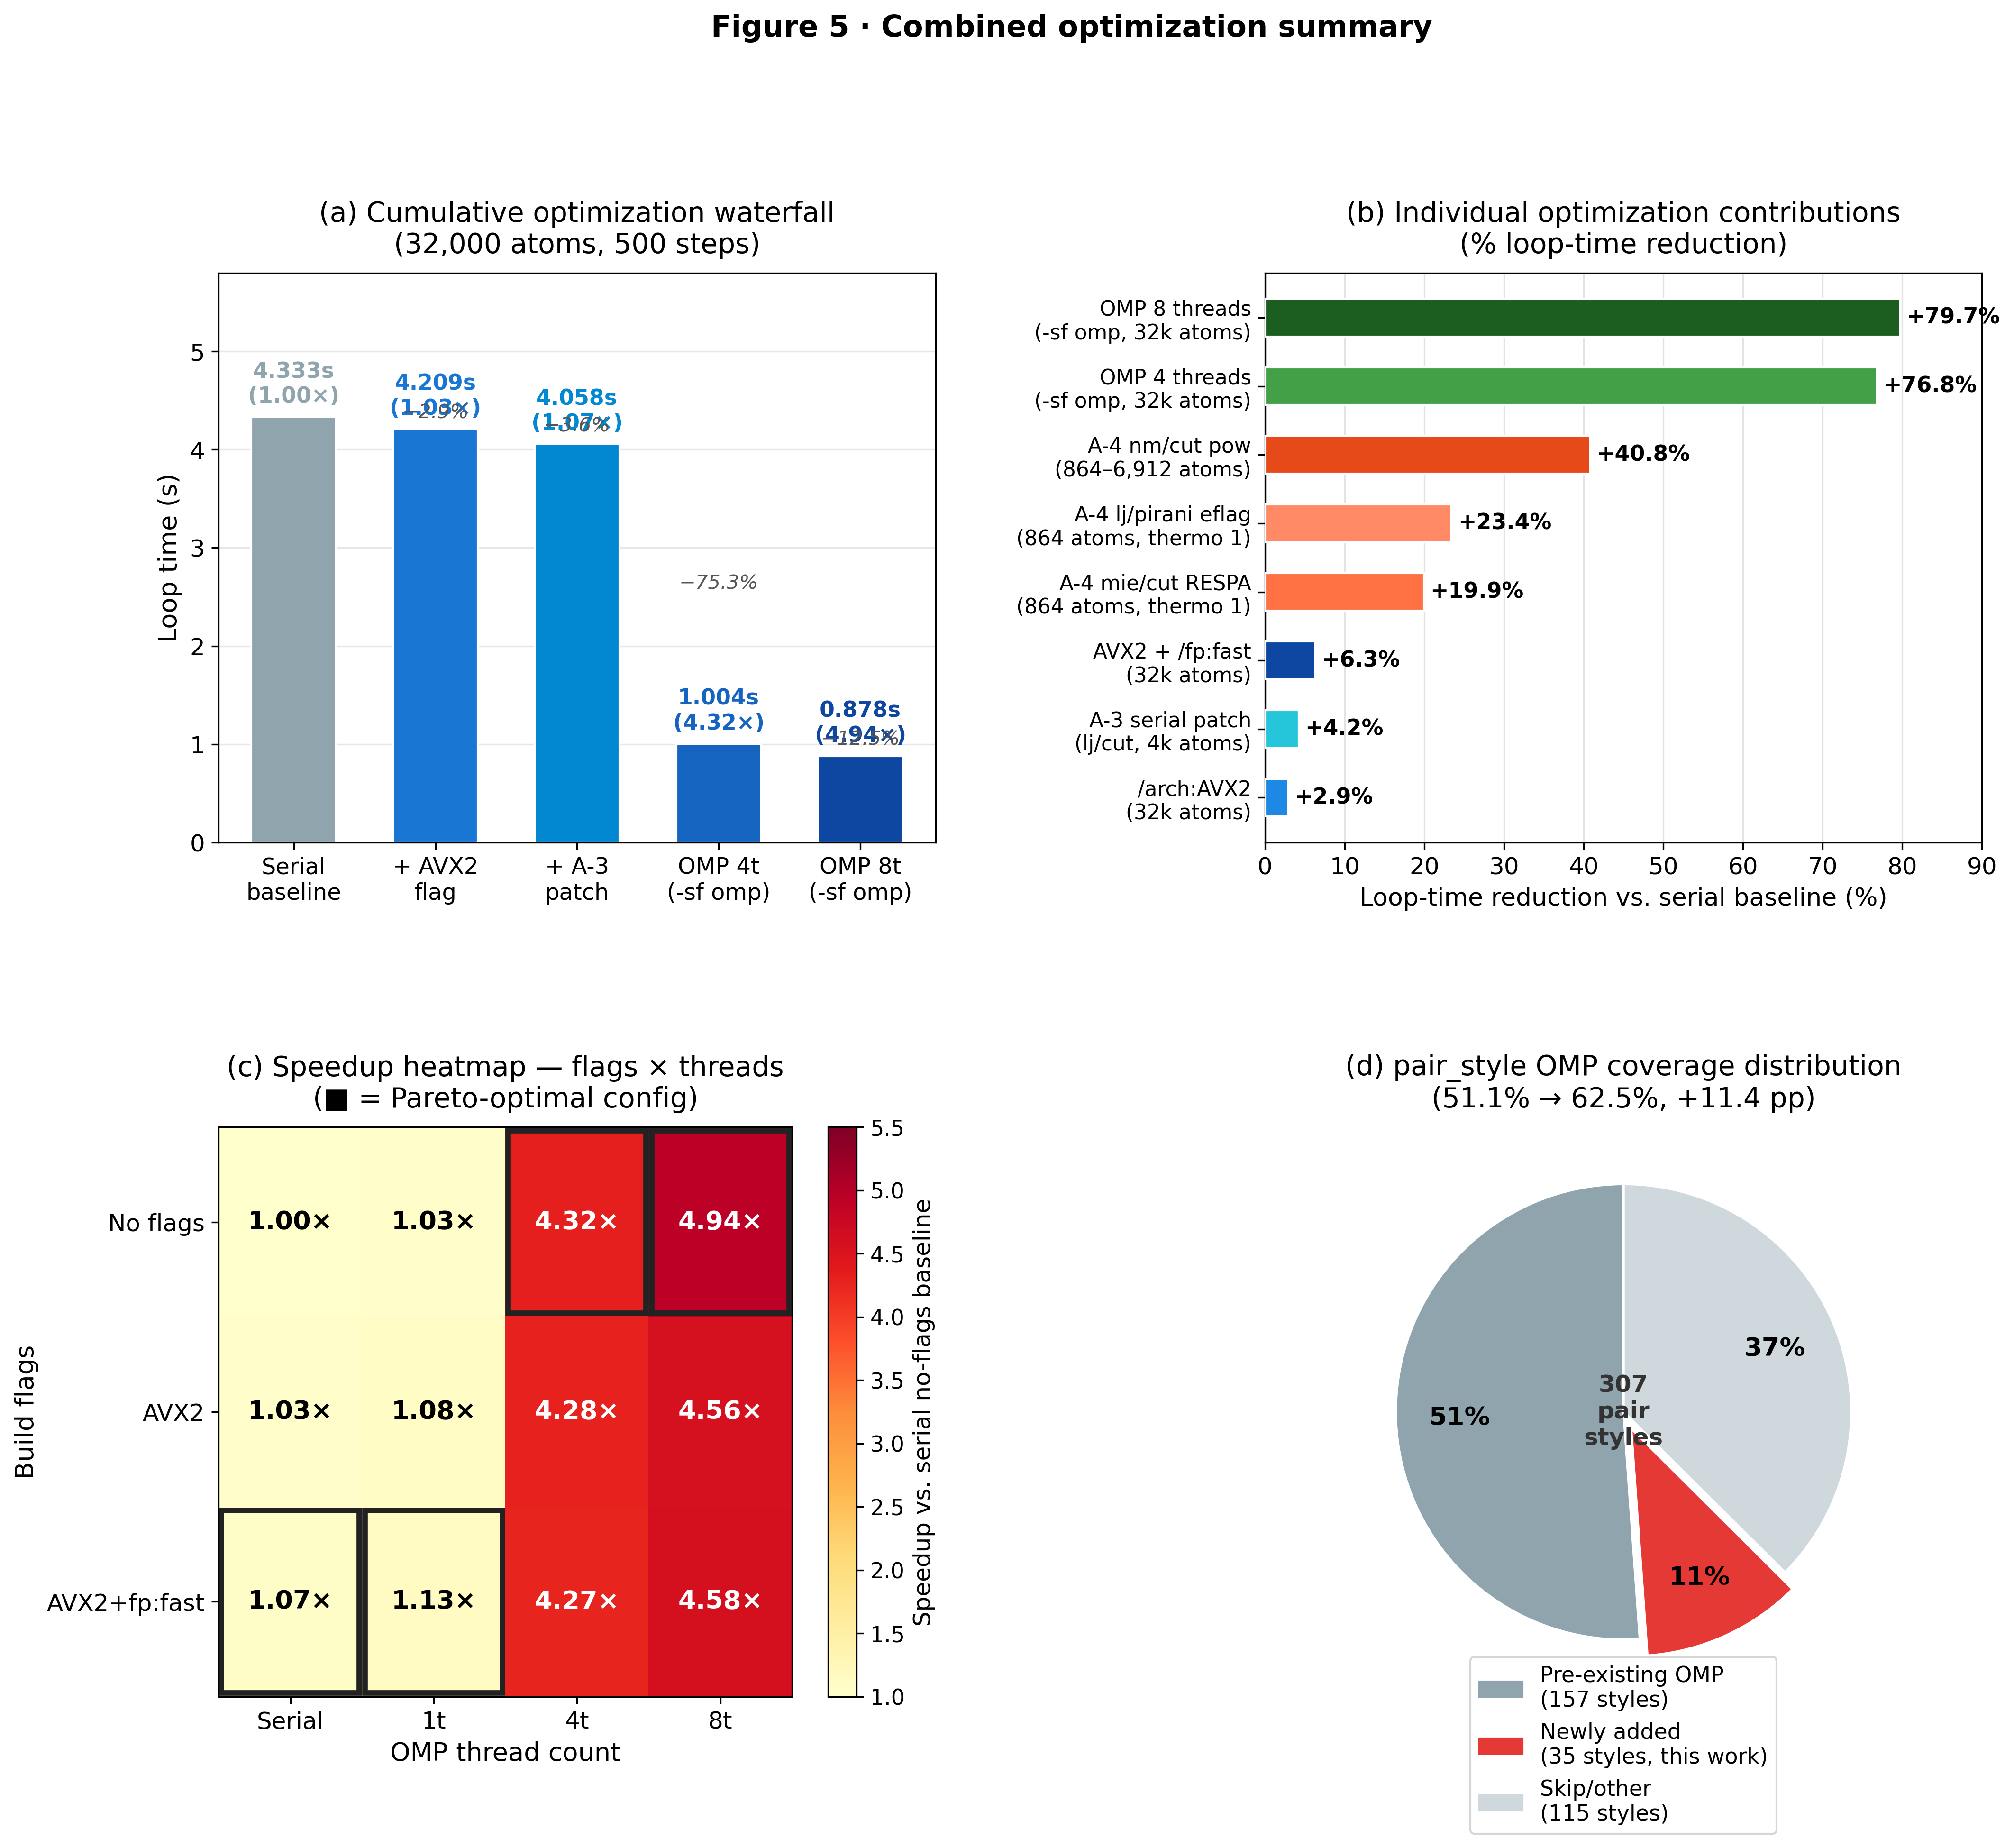 Figure 5 · Combined optimization summary
(a) Cumulative optimization waterfall
(32,000 atoms, 500 steps)
Loop time (s)
5
4
3
2
1
0
4.333s
(1.00×)
4.209s
(1.03×)
−2.9%
4.058s
(1.07×)
−3.6%
−75.3%
1.004s
(4.32×)
0.878s
(4.94×)
−12.5%
Serial
baseline
+ AVX2
flag
+ A-3
patch
OMP 4t
(-sf omp)
OMP 8t
(-sf omp)
(b) Individual optimization contributions
(% loop-time reduction)
OMP 8 threads
(-sf omp, 32k atoms)
+79.7%
OMP 4 threads
(-sf omp, 32k atoms)
+76.8%
A-4 nm/cut pow
(864–6,912 atoms)
+40.8%
A-4 lj/pirani eflag
(864 atoms, thermo 1)
+23.4%
A-4 mie/cut RESPA
(864 atoms, thermo 1)
+19.9%
AVX2 + /fp:fast
(32k atoms)
+6.3%
A-3 serial patch
(lj/cut, 4k atoms)
+4.2%
/arch:AVX2
(32k atoms)
+2.9%
0 10 20 30 40 50 60 70 80 90
Loop-time reduction vs. serial baseline (%)
(c) Speedup heatmap — flags × threads
(■ = Pareto-optimal config)
Build flags
No flags
1.00× 1.03× 4.32× 4.94×
AVX2
1.03× 1.08× 4.28× 4.56×
AVX2+fp:fast
1.07× 1.13× 4.27× 4.58×
Serial 1t 4t 8t
OMP thread count
5.5
5.0
4.5
4.0
3.5
3.0
2.5
2.0
1.5
1.0
Speedup vs. serial no-flags baseline
(d) pair_style OMP coverage distribution
(51.1% → 62.5%, +11.4 pp)
37%
51%
11%
307
pair
styles
Pre-existing OMP
(157 styles)
Newly added
(35 styles, this work)
Skip/other
(115 styles)